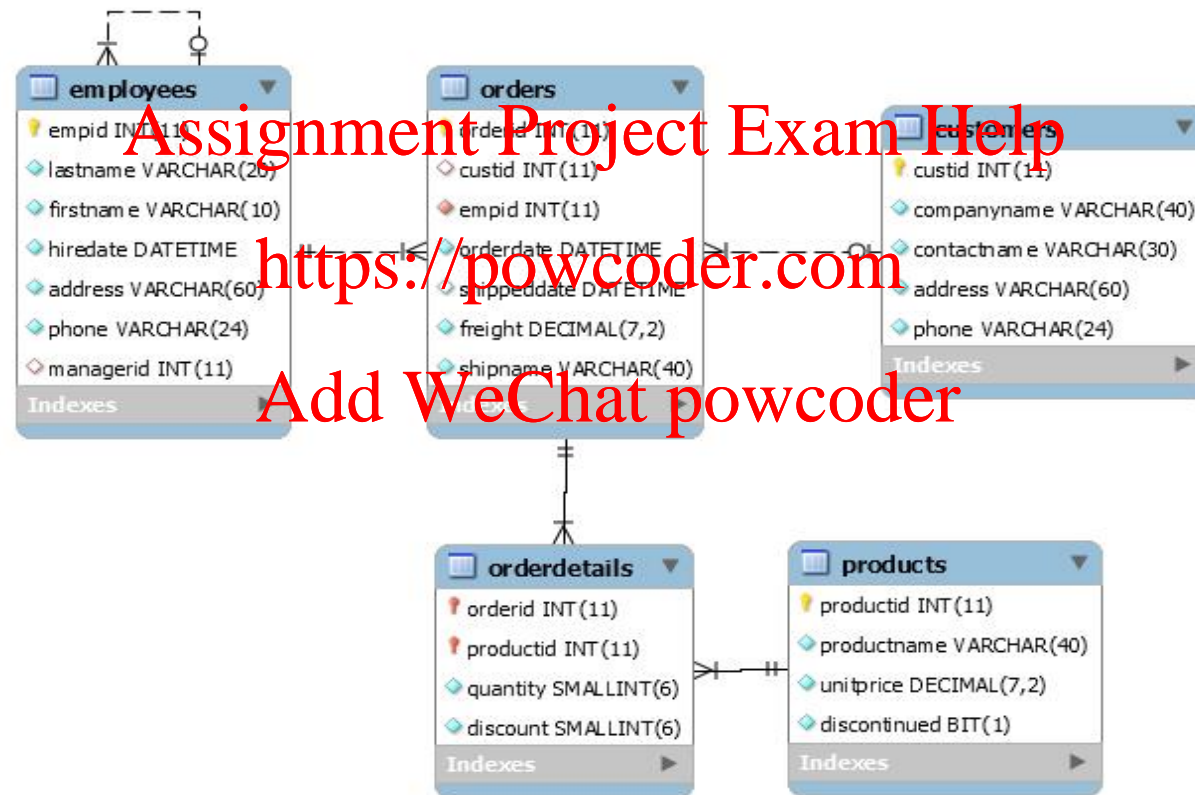 employees
empid INT(11)
lastname VARCHAR(20)
firstname VARCHAR(10)
hiredate DATETIME
address VARCHAR(60)
phone VARCHAR(24)
managerid INT(11)
Indexes
orders
orderid INT(11)
custid INT(11)
empid INT(11)
orderdate DATETIME
shippeddate DATETIME
freight DECIMAL(7,2)
shipname VARCHAR(40)
Indexes
customers
custid INT(11)
companyname VARCHAR(40)
contactname VARCHAR(30)
address VARCHAR(60)
phone VARCHAR(24)
Indexes
Assignment Project Exam Help
https://powcoder.com
Add WeChat powcoder
orderdetails
orderid INT(11)
productid INT(11)
quantity SMALLINT(6)
discount SMALLINT(6)
Indexes
products
productid INT(11)
productname VARCHAR(40)
unitprice DECIMAL(7,2)
discontinued BIT(1)
Indexes